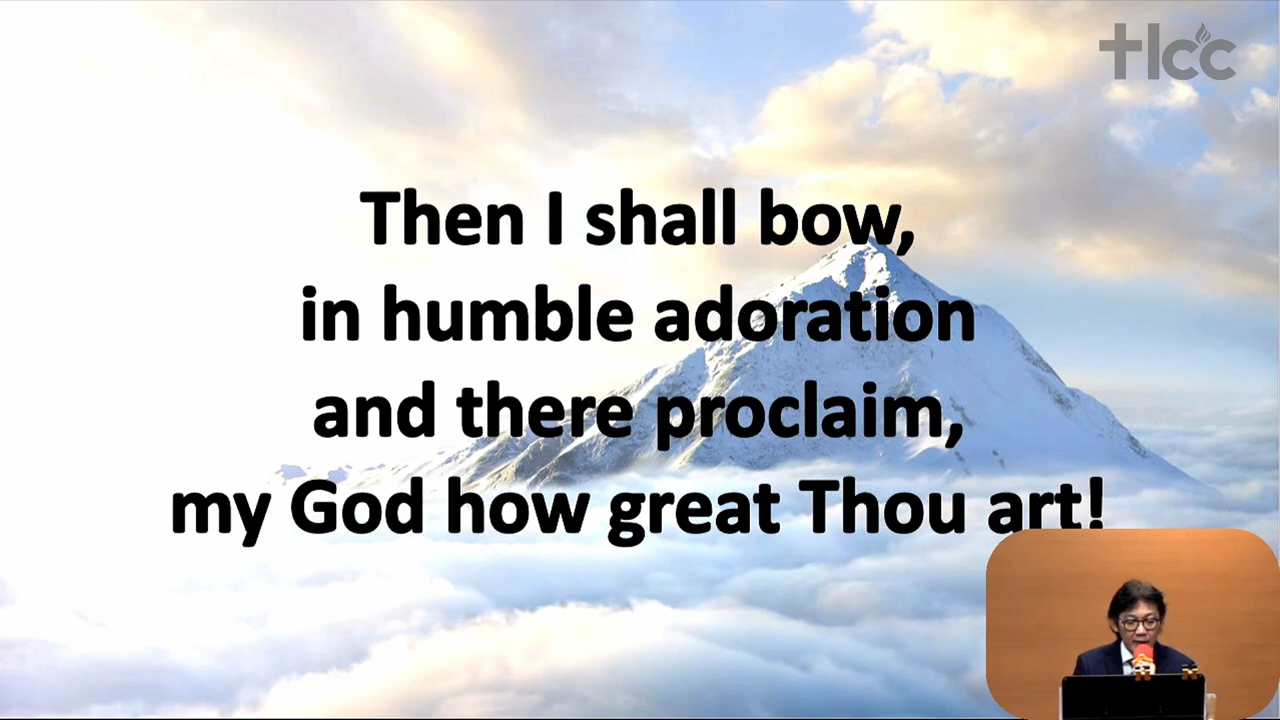 tlcc
Then I shall bow,
in humble adoration
and there proclaim,
my God how great Thou art!